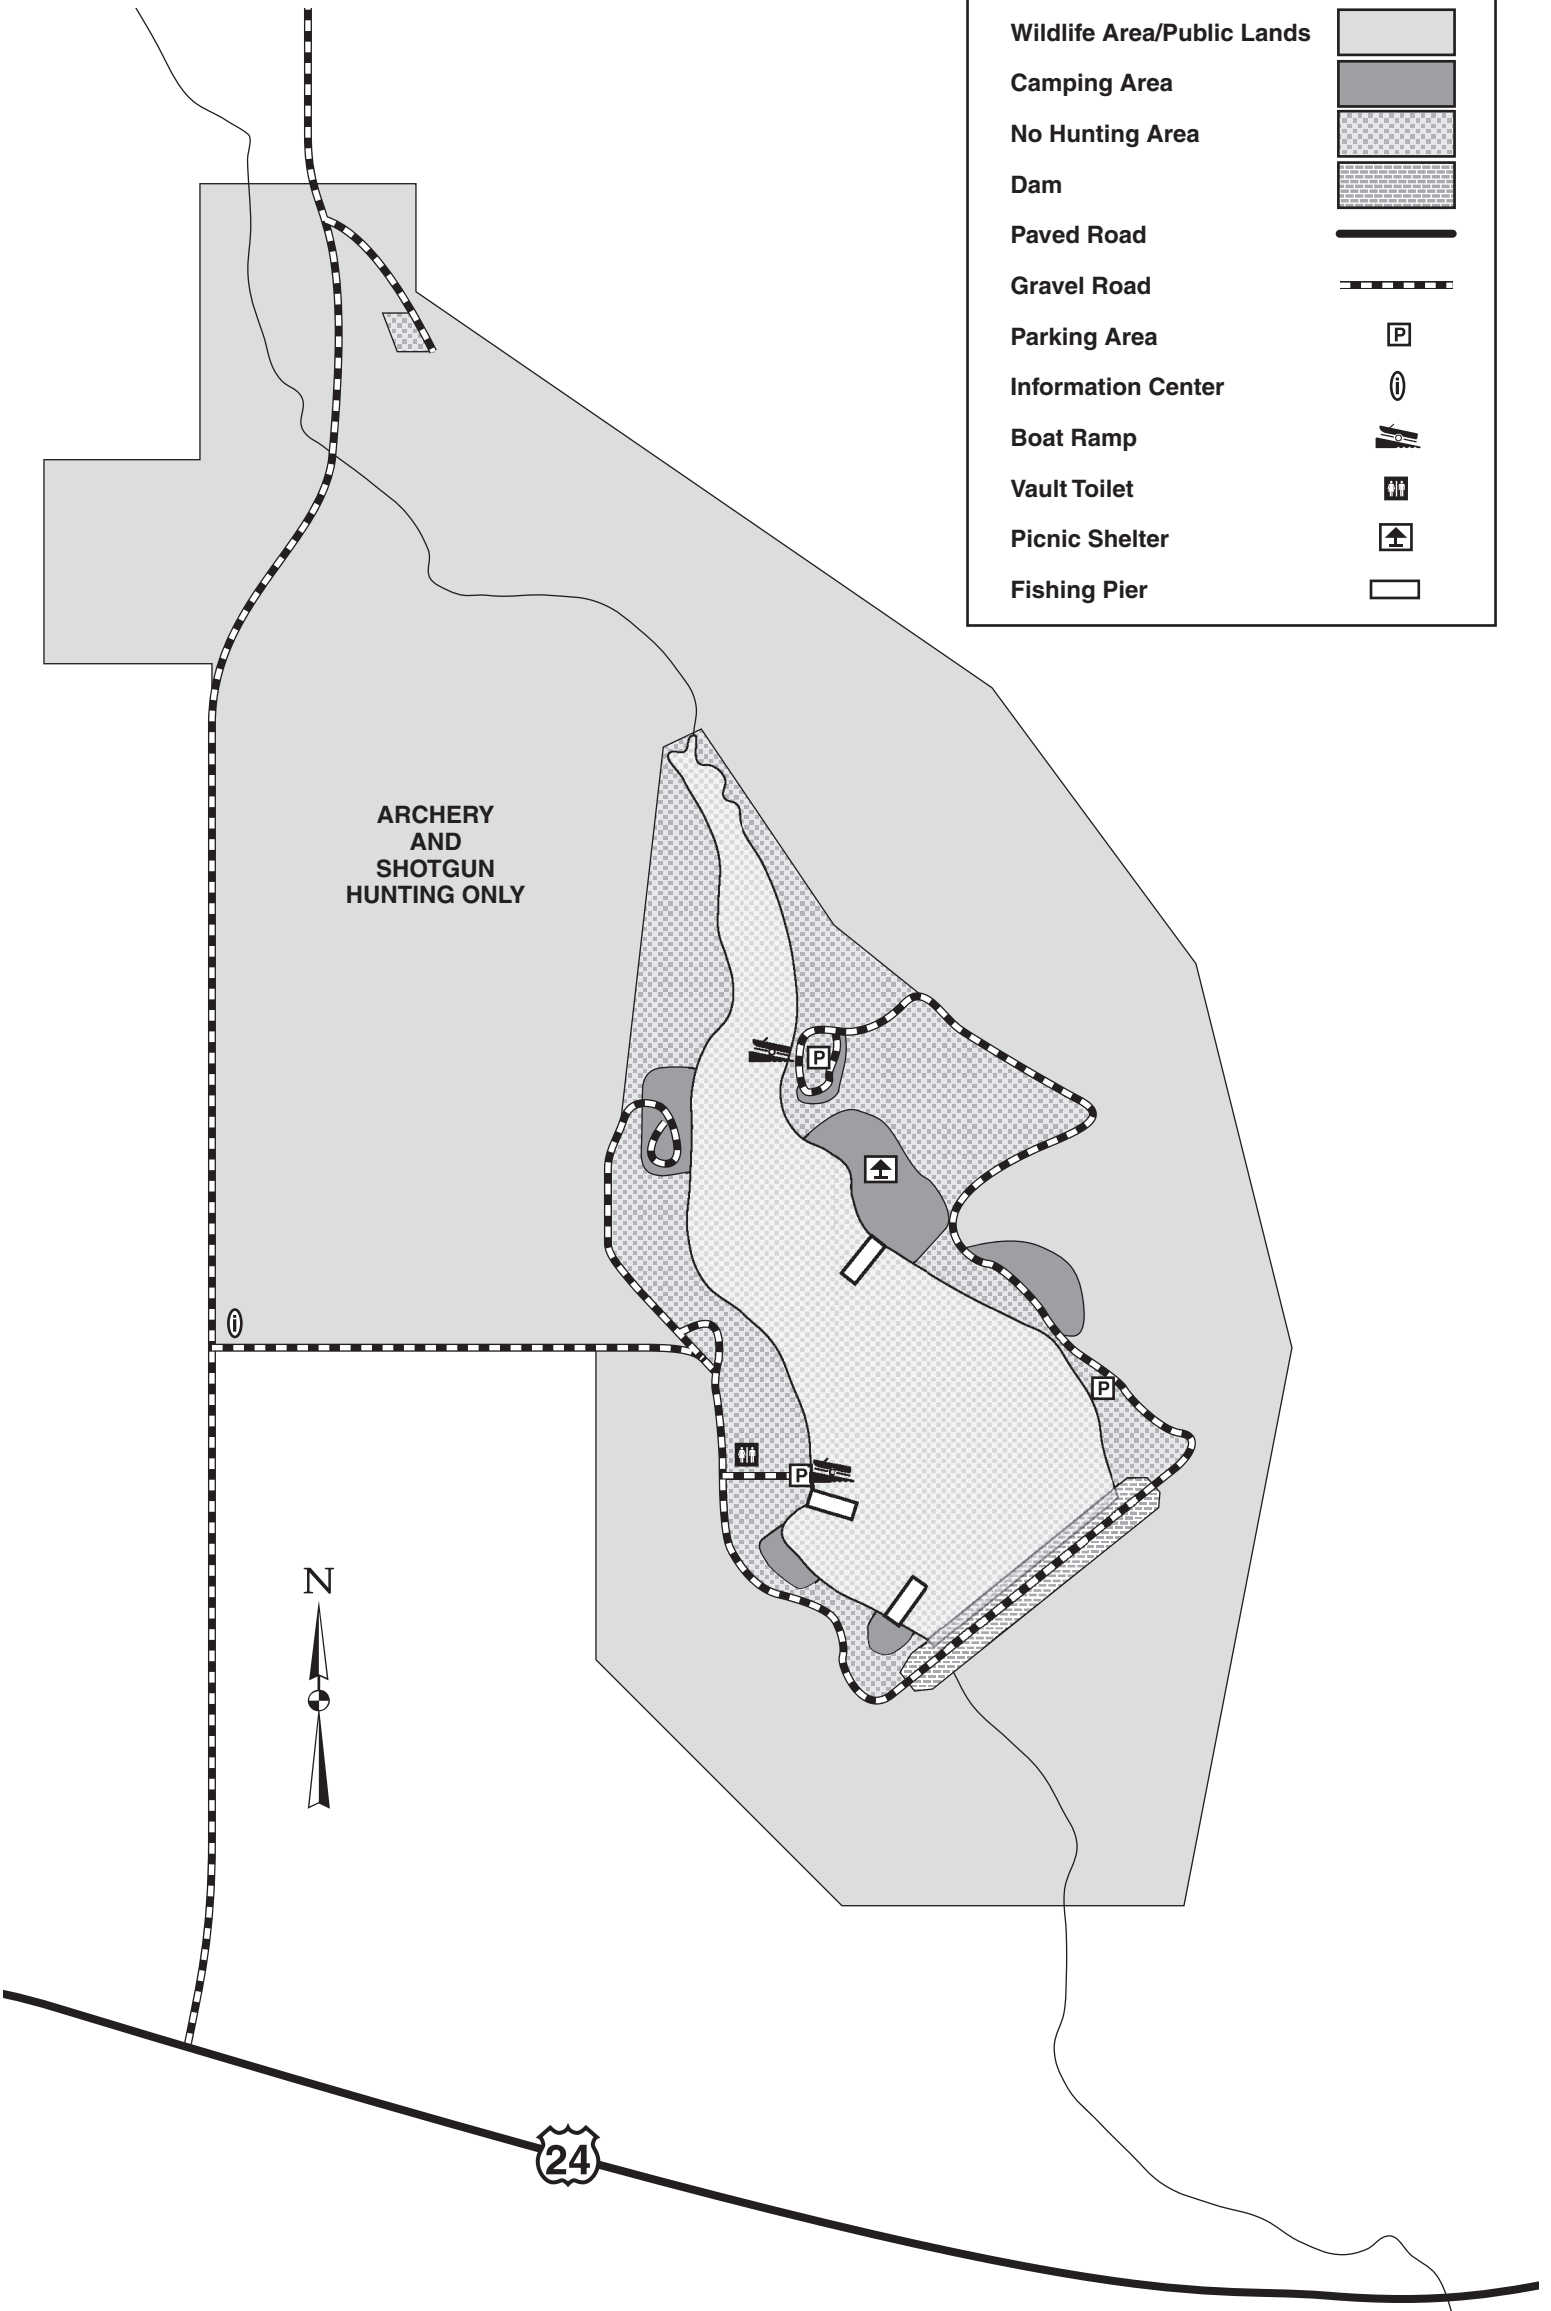 Wildlife Area/Public Lands
Camping Area
No Hunting Area
Dam
Paved Road
Gravel Road
Parking Area
P
Information Center
i
Boat Ramp
Vault Toilet
Picnic Shelter
Fishing Pier
ARCHERY
AND
SHOTGUN
HUNTING ONLY
P
i
P
P
N
24